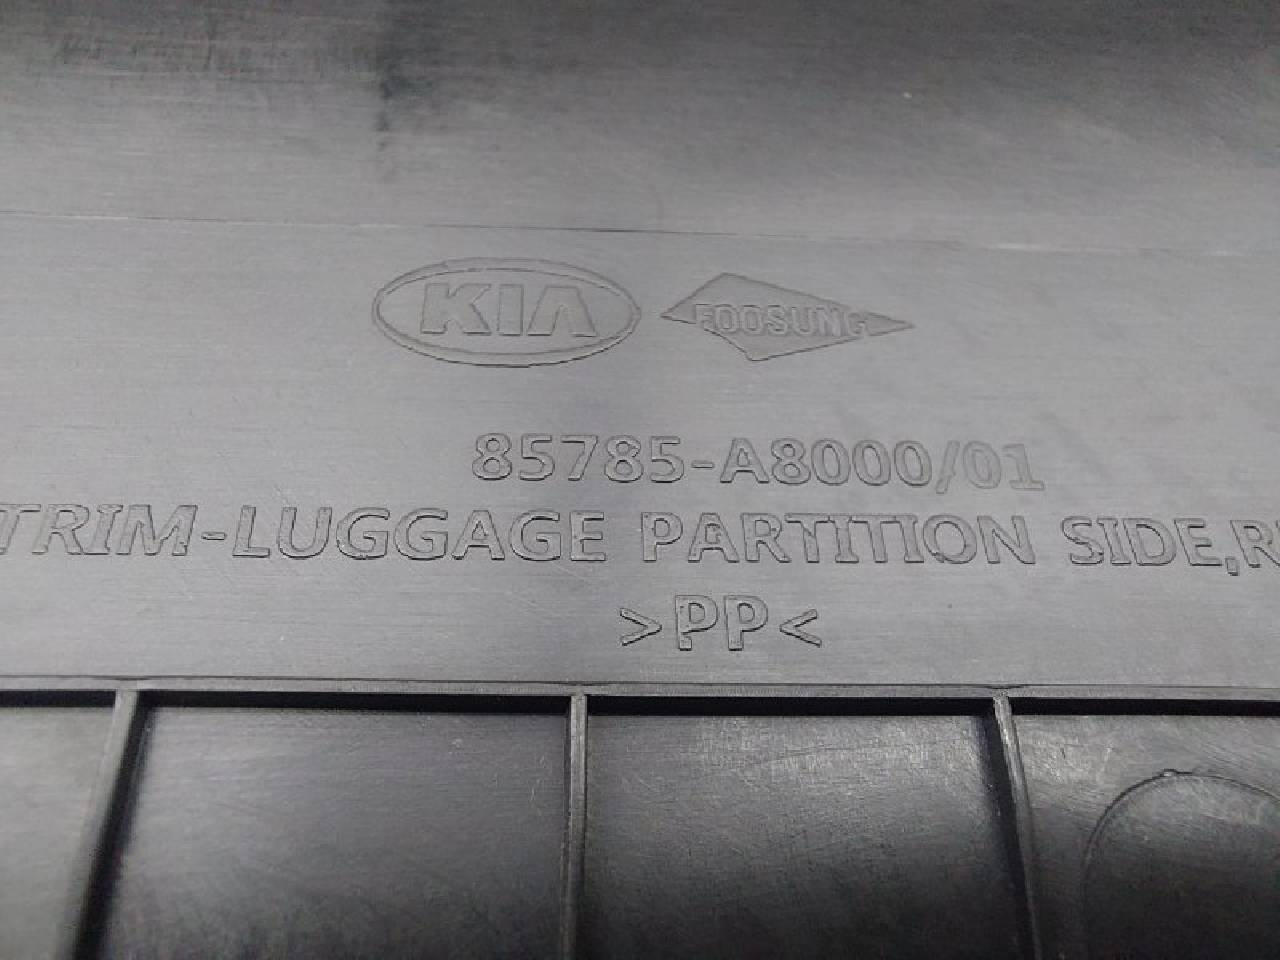 KIA FOOSUNG
85785-A8000/01
TRIM-LUGGAGE PARTITION SIDE,R
>PP<